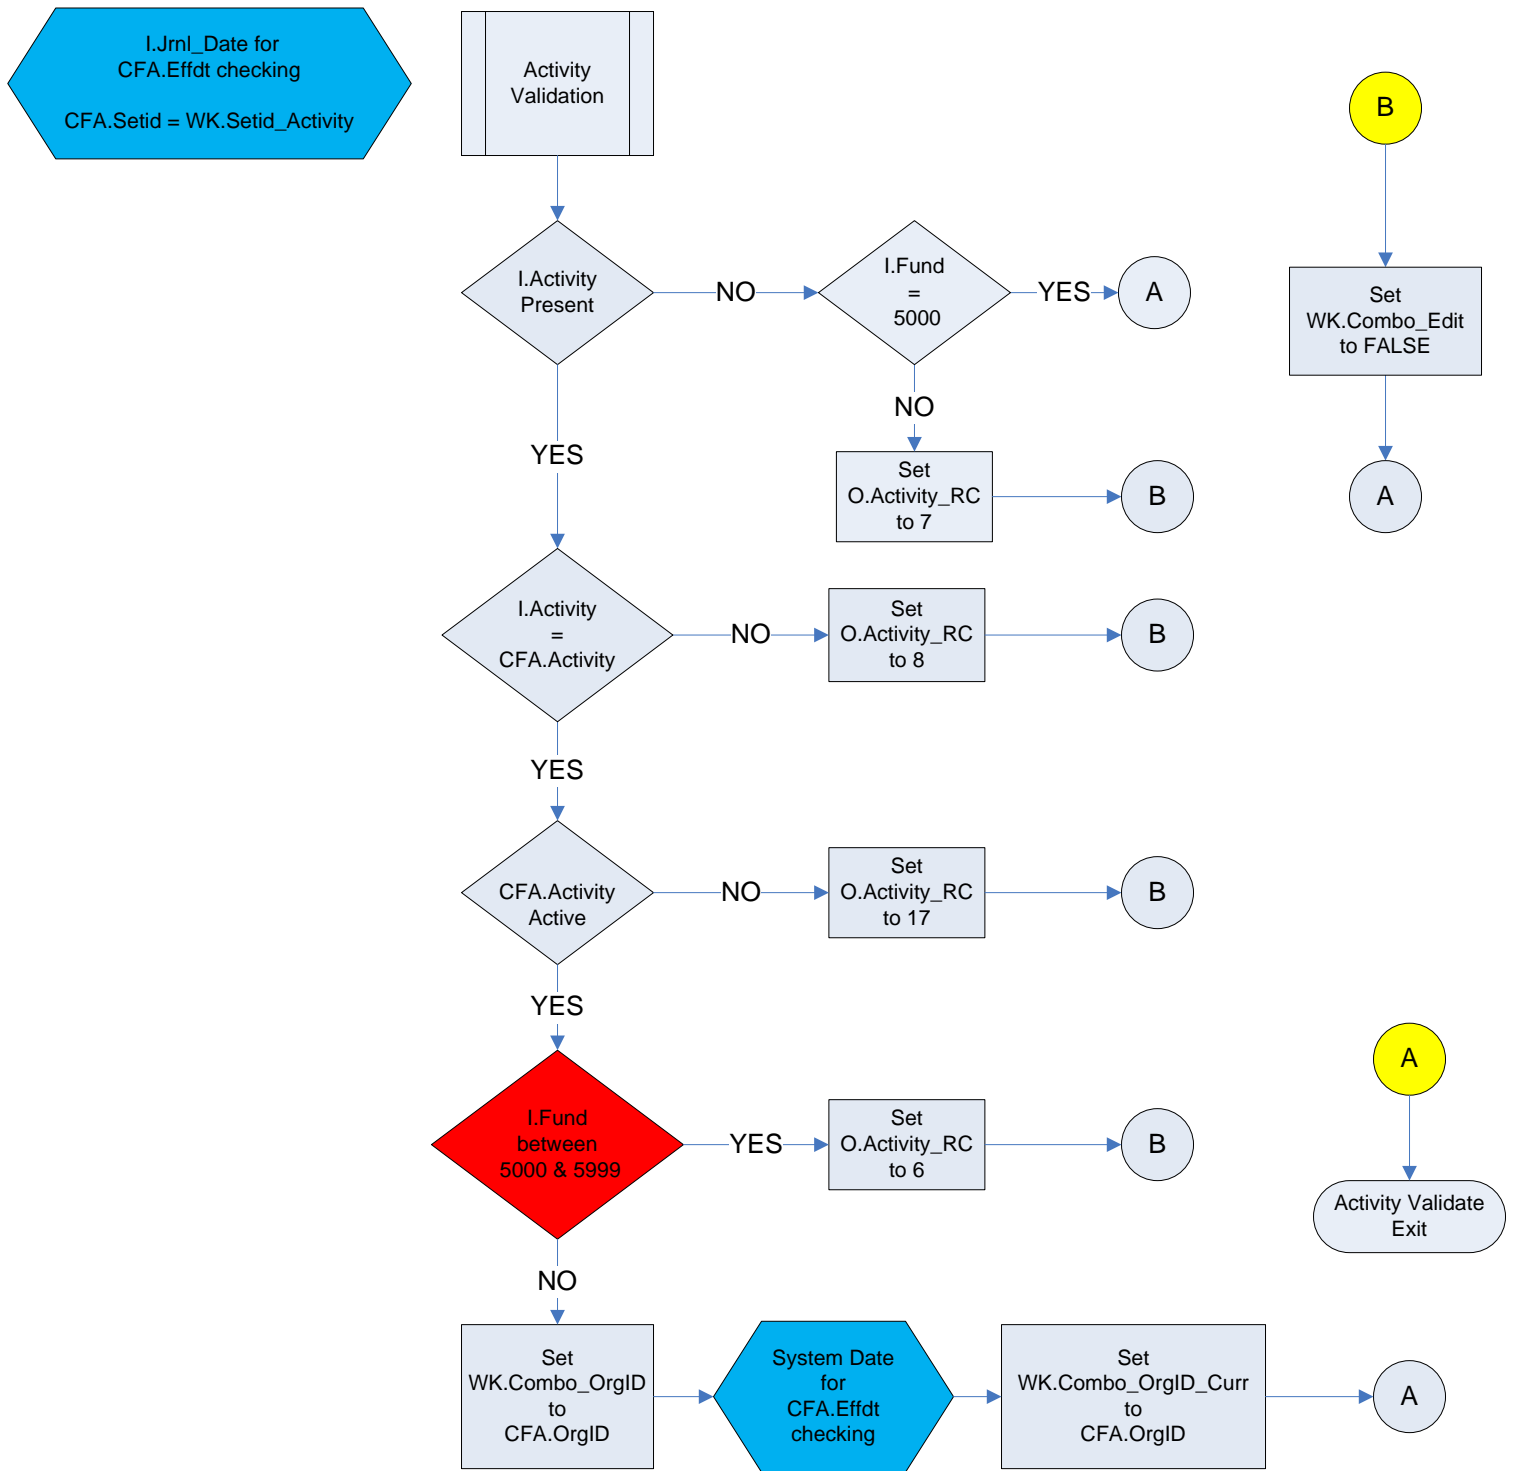 I.Jrnl_Date for
CFA.Effdt checking
CFA.Setid = WK.Setid_Activity
Activity
Validation
B
I.Activity
Present
NO
I.Fund
=
5000
YES
A
Set
WK.Combo_Edit
to FALSE
NO
YES
Set
O.Activity_RC
to 7
B
A
I.Activity
=
CFA.Activity
NO
Set
O.Activity_RC
to 8
B
YES
CFA.Activity
Active
NO
Set
O.Activity_RC
to 17
B
YES
A
I.Fund
between
5000 & 5999
YES
Set
O.Activity_RC
to 6
B
Activity Validate
Exit
NO
Set
WK.Combo_OrgID
to
CFA.OrgID
System Date
for
CFA.Effdt
checking
Set
WK.Combo_OrgID_Curr
to
CFA.OrgID
A